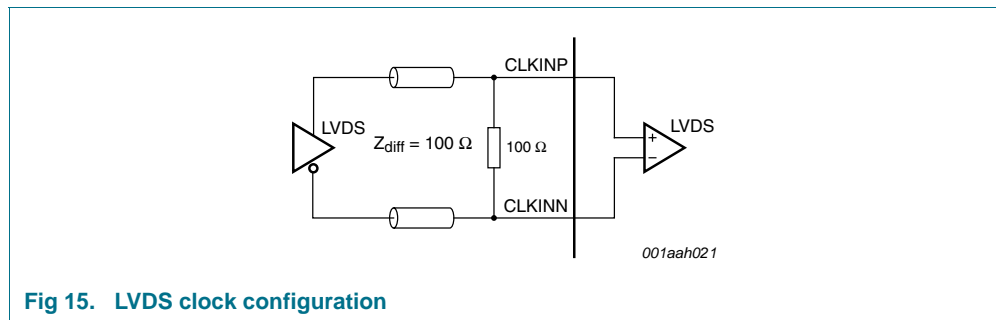 CLKINP
LVDS
LVDS
Zdiff = 100 Ω
100 Ω
+
−
CLKINN
001aah021
Fig 15. LVDS clock configuration